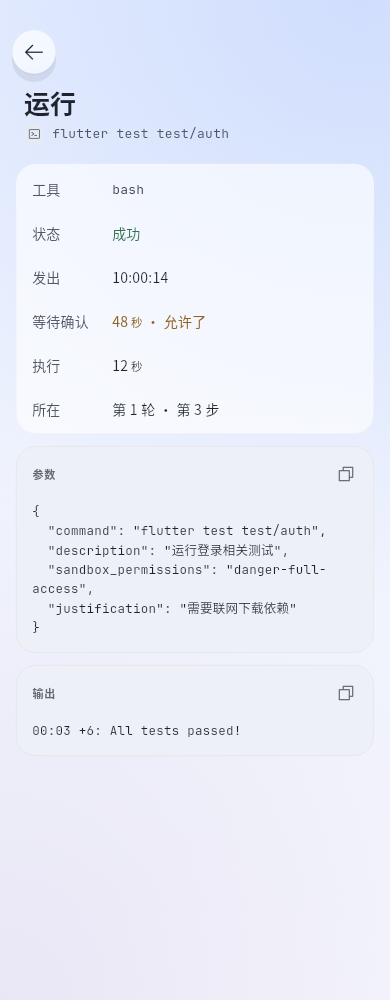 运行
flutter test test/auth
工具 bash
状态 成功
发出 10:00:14
等待确认 48 秒 · 允许了
执行 12 秒
所在 第 1 轮 · 第 3 步
参数
{
  "command": "flutter test test/auth",
  "description": "运行登录相关测试",
  "sandbox_permissions": "danger-full-
access",
  "justification": "需要联网下载依赖"
}
输出
00:03 +6: All tests passed!